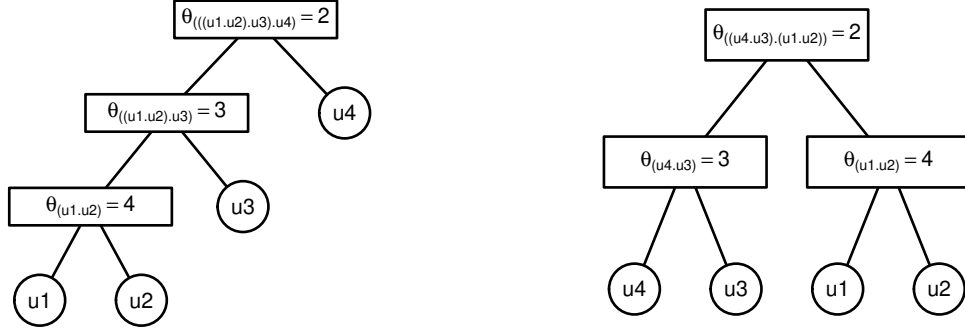 θ(((u1.u2).u3).u4) = 2
θ((u1.u2).u3) = 3
u4
θ(u1.u2) = 4
u3
u1
u2
θ((u4.u3).(u1.u2)) = 2
θ(u4.u3) = 3
θ(u1.u2) = 4
u4
u3
u1
u2